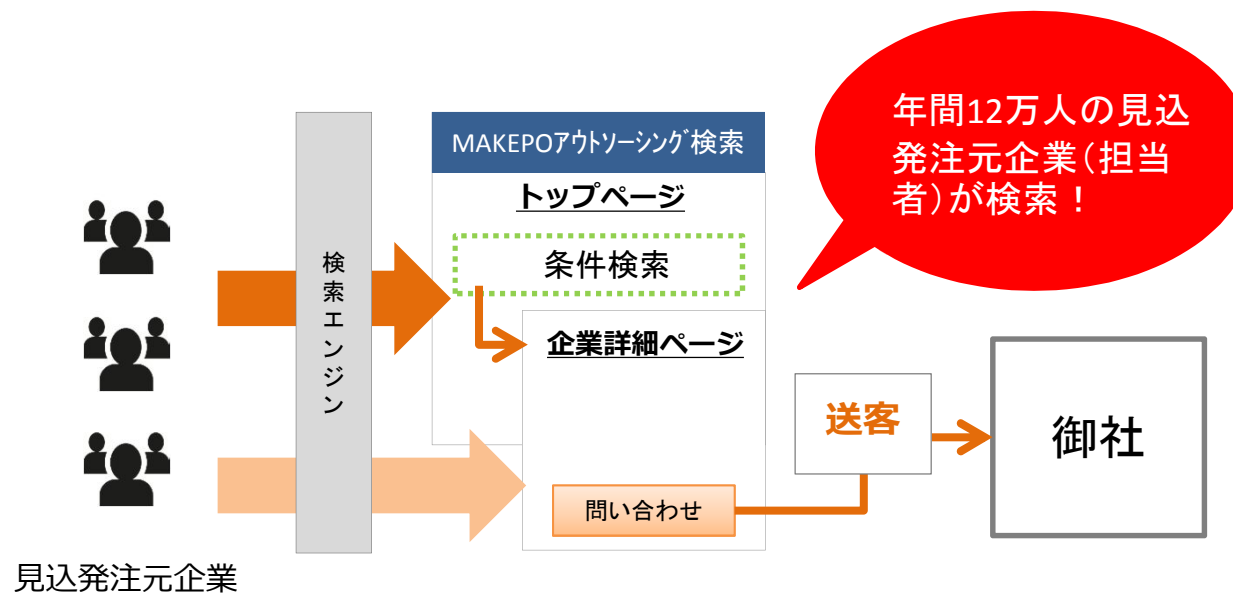 年間12万人の見込
発注元企業（担当
者）が検索！
MAKEPOｱｳﾄｿｰｼﾝｸﾞ検索
トップページ
条件検索
検索エンジン
企業詳細ページ
送客
御社
問い合わせ
見込発注元企業